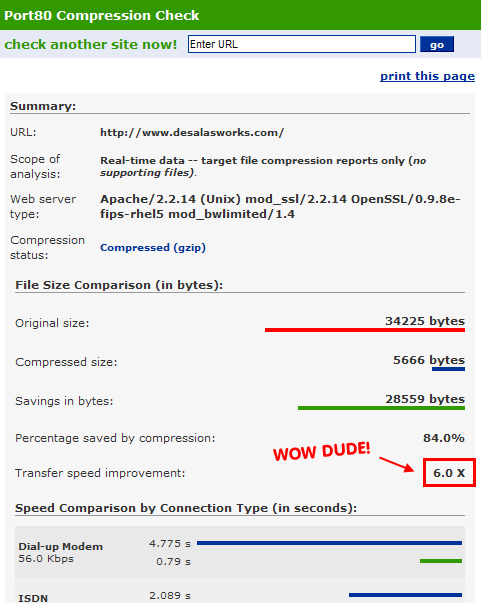 Port80 Compression Check
check another site now! Enter URL go
print this page
Summary:
URL: http://www.desalasworks.com/
Scope of analysis: Real-time data -- target file compression reports only (no supporting files).
Web server type: Apache/2.2.14 (Unix) mod_ssl/2.2.14 OpenSSL/0.9.8e-fips-rhel5 mod_bwlimited/1.4
Compression status: Compressed (gzip)
File Size Comparison (in bytes):
Original size: 34225 bytes
Compressed size: 5666 bytes
Savings in bytes: 28559 bytes
Percentage saved by compression: 84.0%
WOW DUDE!
Transfer speed improvement: 6.0 X
Speed Comparison by Connection Type (in seconds):
Dial-up Modem 4.775 s
56.0 Kbps 0.79 s
ISDN 2.089 s